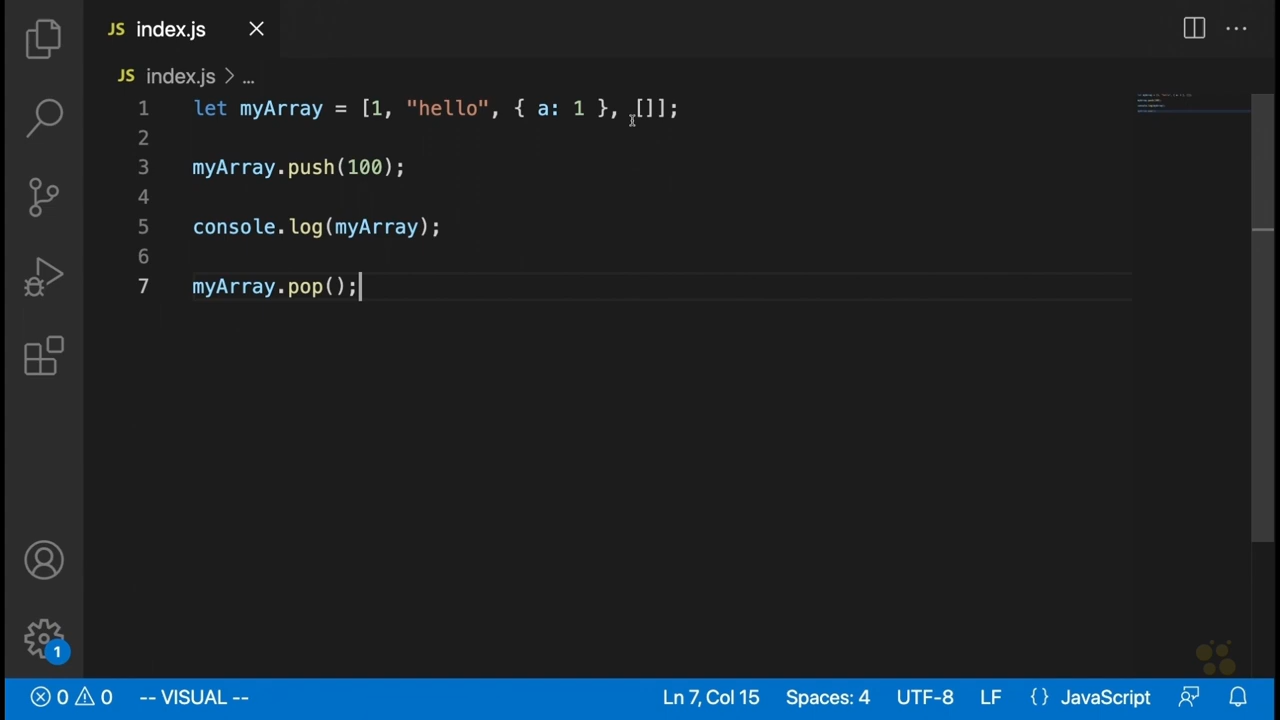 JS index.js
JS index.js > ...
1 let myArray = [1, "hello", { a: 1 }, []];
2
3 myArray.push(100);
4
5 console.log(myArray);
6
7 myArray.pop();
1
0 0 -- VISUAL -- Ln 7, Col 15 Spaces: 4 UTF-8 LF {} JavaScript